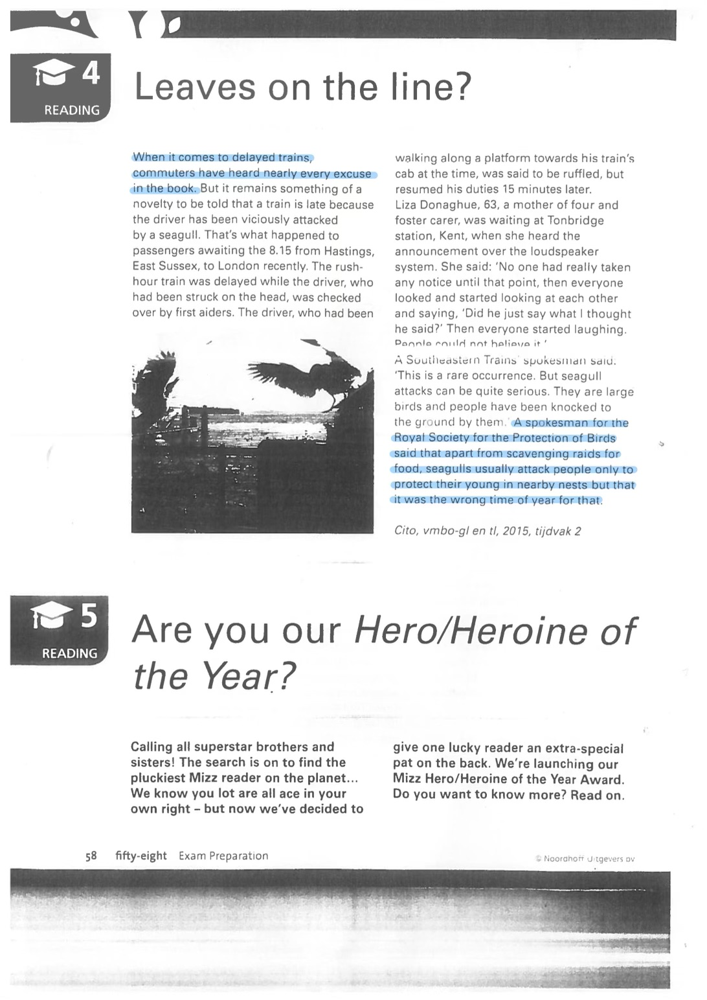 4
READING
Leaves on the line?
When it comes to delayed trains,
commuters have heard nearly every excuse
in the book. But it remains something of a
novelty to be told that a train is late because
the driver has been viciously attacked
by a seagull. That's what happened to
passengers awaiting the 8.15 from Hastings,
East Sussex, to London recently. The rush-
hour train was delayed while the driver, who
had been struck on the head, was checked
over by first aiders. The driver, who had been
walking along a platform towards his train's
cab at the time, was said to be ruffled, but
resumed his duties 15 minutes later.
Liza Donaghue, 63, a mother of four and
foster carer, was waiting at Tonbridge
station, Kent, when she heard the
announcement over the loudspeaker
system. She said: 'No one had really taken
any notice until that point, then everyone
looked and started looking at each other
and saying, 'Did he just say what I thought
he said?' Then everyone started laughing.
People could not believe it.'
A Southeastern Trains' spokesman said:
'This is a rare occurrence. But seagull
attacks can be quite serious. They are large
birds and people have been knocked to
the ground by them.' A spokesman for the
Royal Society for the Protection of Birds
said that apart from scavenging raids for
food, seagulls usually attack people only to
protect their young in nearby nests but that
it was the wrong time of year for that.
Cito, vmbo-gl en tl, 2015, tijdvak 2
5
READING
Are you our Hero/Heroine of
the Year?
Calling all superstar brothers and
sisters! The search is on to find the
pluckiest Mizz reader on the planet...
We know you lot are all ace in your
own right – but now we've decided to
give one lucky reader an extra-special
pat on the back. We're launching our
Mizz Hero/Heroine of the Year Award.
Do you want to know more? Read on.
58 fifty-eight Exam Preparation
© Noordhoff Uitgevers bv